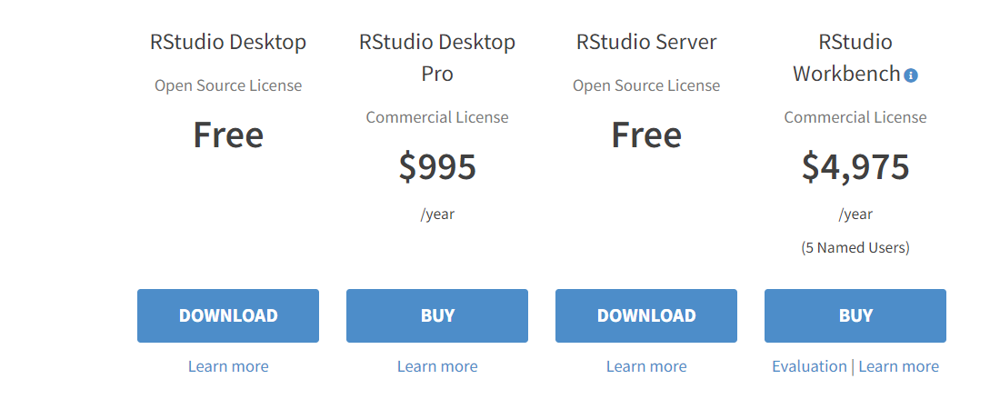 RStudio Desktop
Open Source License
Free
DOWNLOAD
Learn more
RStudio Desktop
Pro
Commercial License
$995
/year
BUY
Learn more
RStudio Server
Open Source License
Free
DOWNLOAD
Learn more
RStudio
Workbench
Commercial License
$4,975
/year
(5 Named Users)
BUY
Evaluation | Learn more